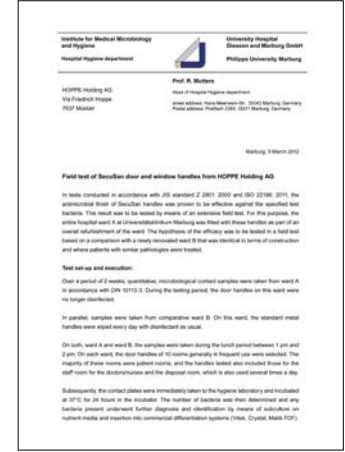 Institute for Medical Microbiology
and Hygiene
Hospital Hygiene department
University Hospital
Giessen and Marburg GmbH
Philipps University Marburg
HOPPE Holding AG
Via Friedrich Hoppe
7537 Müstair
Prof. R. Mutters
Head of Hospital Hygiene department
street address: Hans-Meerwein-Str., 35043 Marburg, Germany
Postal address: Postfach 2360, 35011 Marburg, Germany
Marburg, 5 March 2012
Field test of SecuSan door and window handles from HOPPE Holding AG
In tests conducted in accordance with JIS standard Z 2801: 2000 and ISO 22196: 2011, the
antimicrobial finish of SecuSan handles was proven to be effective against the specified test
bacteria. This result was to be tested by means of an extensive field test. For this purpose, the
entire hospital ward A at Universitätsklinikum Marburg was fitted with these handles as part of an
overall refurbishment of the ward. The hypothesis of the efficacy was to be tested in a field test
based on a comparison with a newly renovated ward B that was identical in terms of construction
and where patients with similar pathologies were treated.
Test set-up and execution:
Over a period of 2 weeks, quantitative, microbiological contact samples were taken from ward A
in accordance with DIN 10113-3. During the testing period, the door handles on this ward were
no longer disinfected.
In parallel, samples were taken from comparative ward B. On this ward, the standard metal
handles were wiped every day with disinfectant as usual.
On both, ward A and ward B, the samples were taken during the lunch period between 1 pm and
2 pm. On each ward, the door handles of 10 rooms generally in frequent use were selected. The
majority of these rooms were patient rooms, and the handles tested also included those for the
staff room for the doctors/nurses and the disposal room, which is also used several times a day.
Subsequently, the contact plates were immediately taken to the hygiene laboratory and incubated
at 37°C for 24 hours in the incubator. The number of bacteria was then determined and any
bacteria present underwent further diagnosis and identification by means of subculture on
nutrient media and insertion into commercial differentiation systems (Vitek, Crystal, Maldi-TOF).